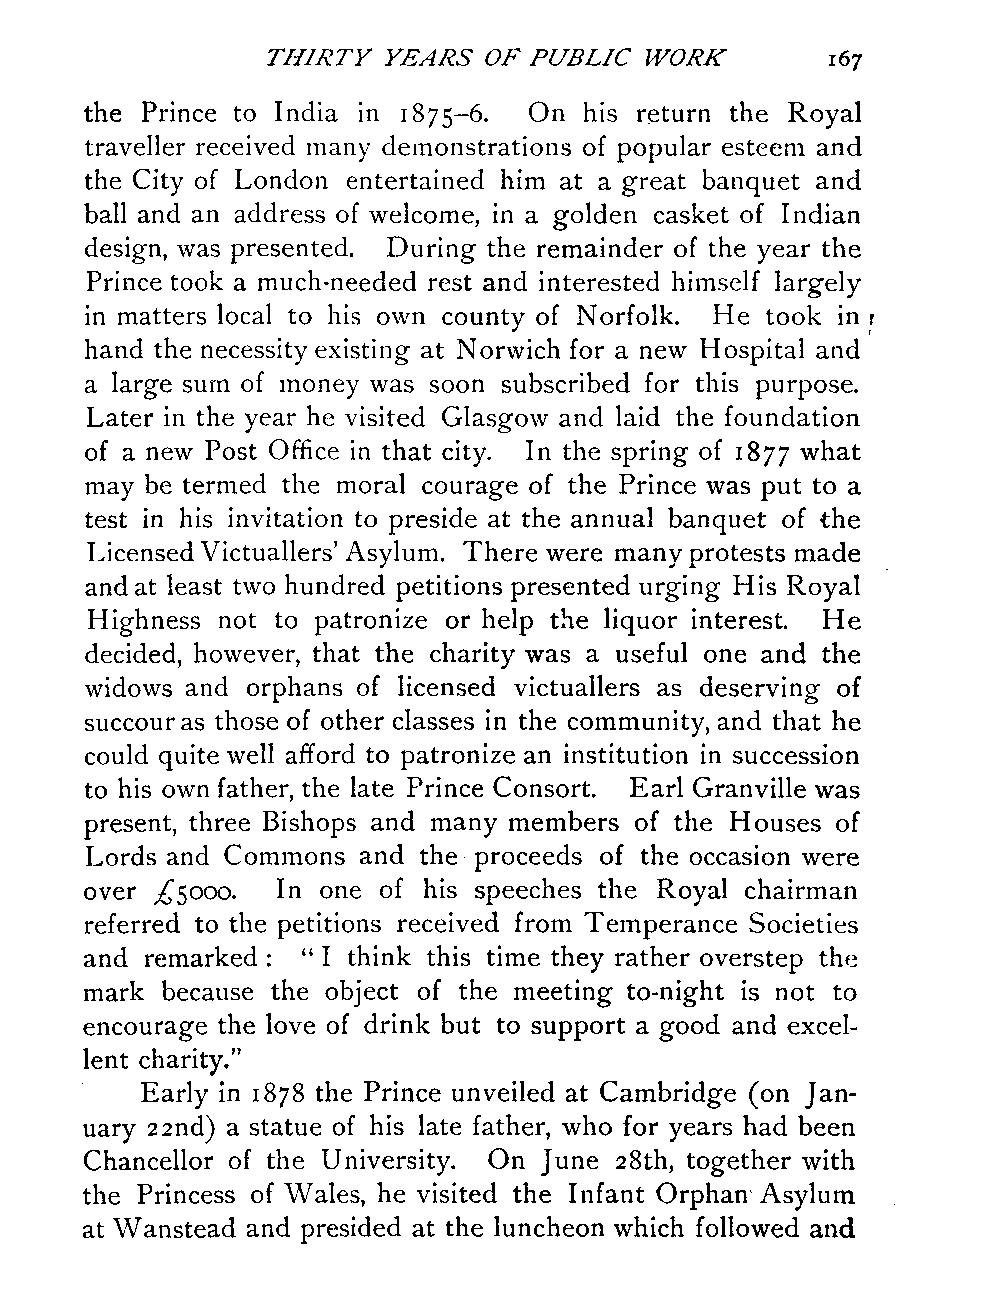 THIRTY YEARS OF PUBLIC WORK 167
the Prince to India in 1875–6. On his return the Royal
traveller received many demonstrations of popular esteem and
the City of London entertained him at a great banquet and
ball and an address of welcome, in a golden casket of Indian
design, was presented. During the remainder of the year the
Prince took a much-needed rest and interested himself largely
in matters local to his own county of Norfolk. He took in
hand the necessity existing at Norwich for a new Hospital and
a large sum of money was soon subscribed for this purpose.
Later in the year he visited Glasgow and laid the foundation
of a new Post Office in that city. In the spring of 1877 what
may be termed the moral courage of the Prince was put to a
test in his invitation to preside at the annual banquet of the
Licensed Victuallers’ Asylum. There were many protests made
and at least two hundred petitions presented urging His Royal
Highness not to patronize or help the liquor interest. He
decided, however, that the charity was a useful one and the
widows and orphans of licensed victuallers as deserving of
succour as those of other classes in the community, and that he
could quite well afford to patronize an institution in succession
to his own father, the late Prince Consort. Earl Granville was
present, three Bishops and many members of the Houses of
Lords and Commons and the proceeds of the occasion were
over £5000. In one of his speeches the Royal chairman
referred to the petitions received from Temperance Societies
and remarked : “ I think this time they rather overstep the
mark because the object of the meeting to-night is not to
encourage the love of drink but to support a good and excel-
lent charity.”
Early in 1878 the Prince unveiled at Cambridge (on Jan-
uary 22nd) a statue of his late father, who for years had been
Chancellor of the University. On June 28th, together with
the Princess of Wales, he visited the Infant Orphan Asylum
at Wanstead and presided at the luncheon which followed and